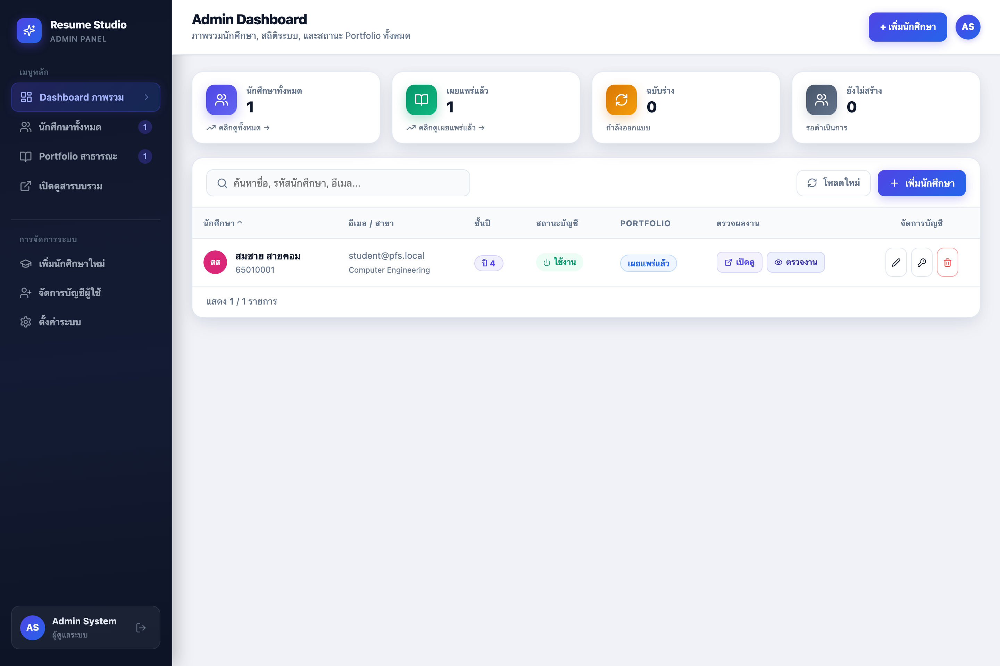 Resume Studio
ADMIN PANEL
เมนูหลัก
Dashboard ภาพรวม
นักศึกษาทั้งหมด 1
Portfolio สาธารณะ 1
เปิดดูสารบบรวม
การจัดการระบบ
เพิ่มนักศึกษาใหม่
จัดการบัญชีผู้ใช้
ตั้งค่าระบบ
AS
Admin System
ผู้ดูแลระบบ
Admin Dashboard
ภาพรวมนักศึกษา, สถิติระบบ, และสถานะ Portfolio ทั้งหมด
+ เพิ่มนักศึกษา
AS
นักศึกษาทั้งหมด
1
คลิกดูทั้งหมด →
เผยแพร่แล้ว
1
คลิกดูเผยแพร่แล้ว →
ฉบับร่าง
0
กำลังออกแบบ
ยังไม่สร้าง
0
รอดำเนินการ
ค้นหาชื่อ, รหัสนักศึกษา, อีเมล...
โหลดใหม่
เพิ่มนักศึกษา
นักศึกษา อีเมล / สาขา ชั้นปี สถานะบัญชี PORTFOLIO ตรวจผลงาน จัดการบัญชี
สส
สมชาย สายคอม
65010001
student@pfs.local
Computer Engineering
ปี 4
ใช้งาน
เผยแพร่แล้ว
เปิดดู
ตรวจงาน
แสดง 1 / 1 รายการ